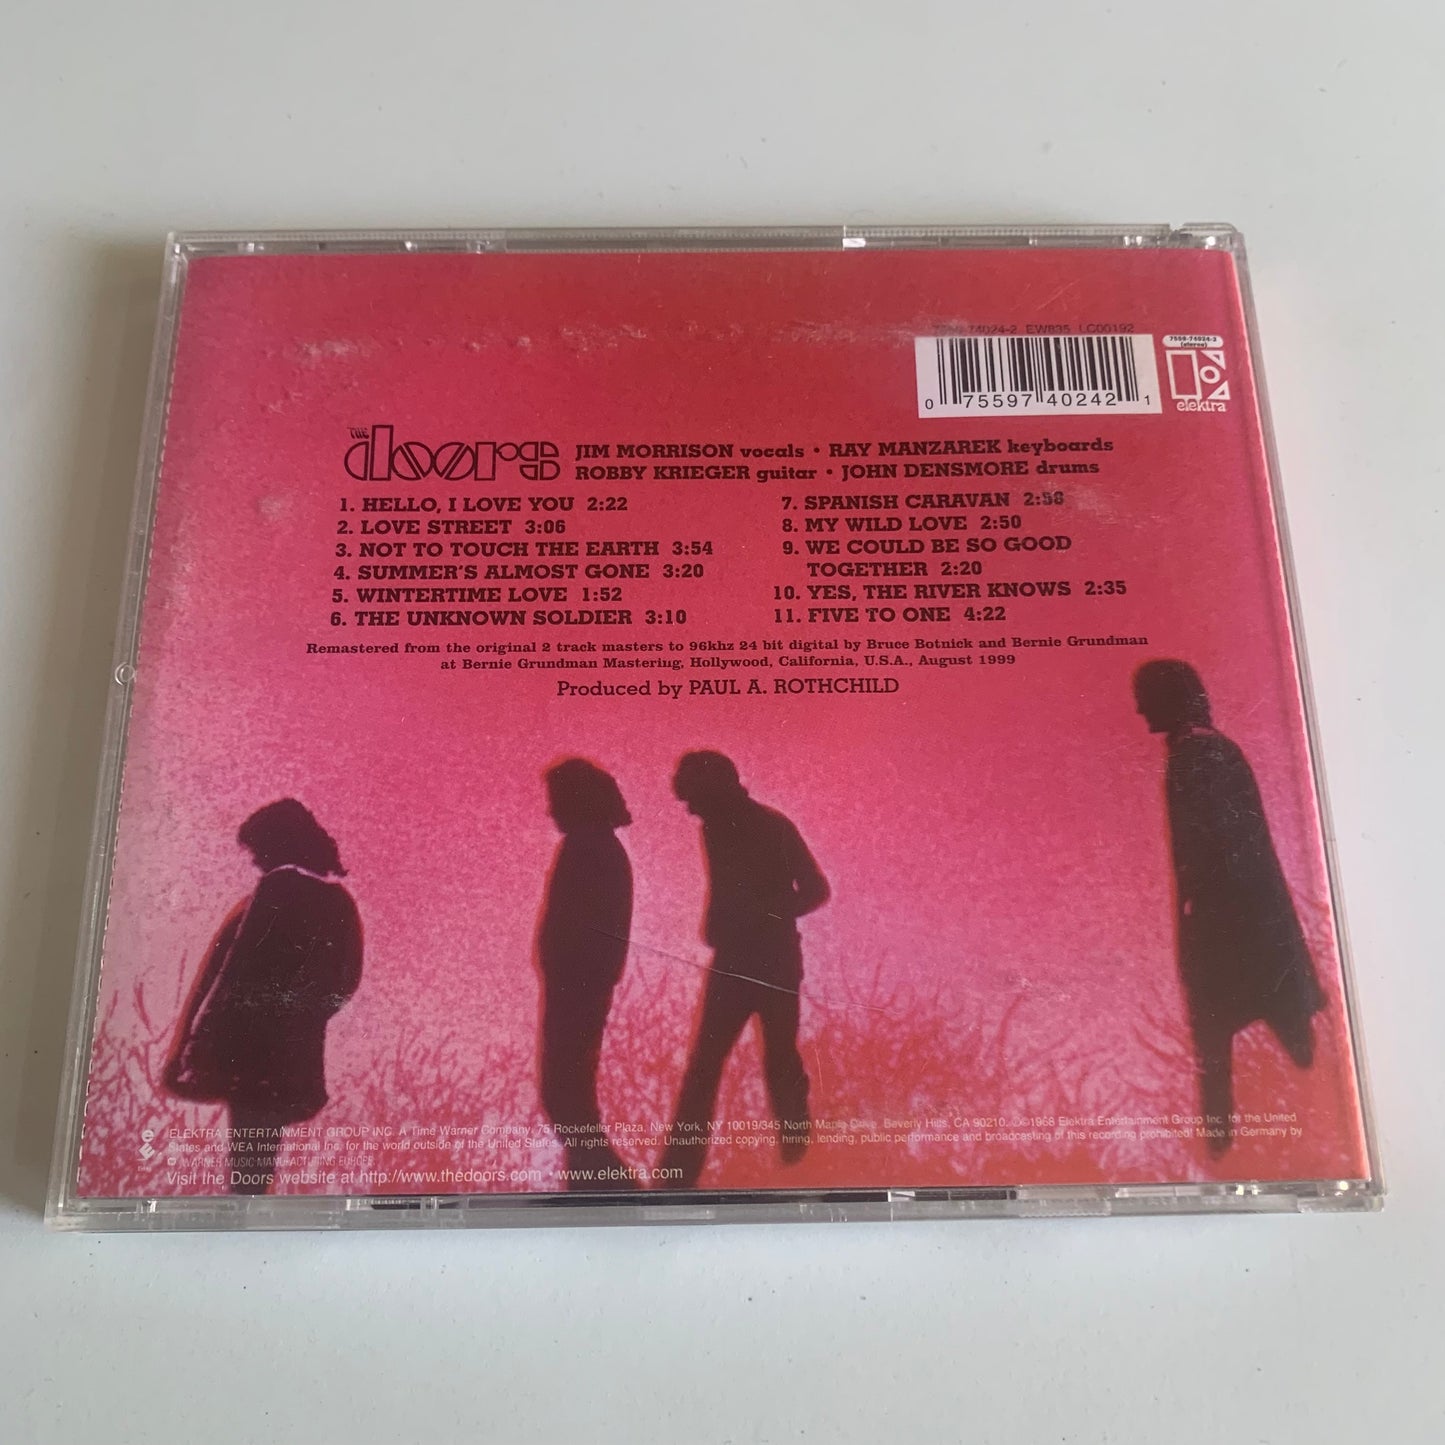 7559-74024-2 EW835 LC00192
7559-74024-2
(stereo)
0 75597 40242 1
elektra
THE
doors
JIM MORRISON vocals • RAY MANZAREK keyboards
ROBBY KRIEGER guitar • JOHN DENSMORE drums
1. HELLO, I LOVE YOU 2:22
2. LOVE STREET 3:06
3. NOT TO TOUCH THE EARTH 3:54
4. SUMMER'S ALMOST GONE 3:20
5. WINTERTIME LOVE 1:52
6. THE UNKNOWN SOLDIER 3:10
7. SPANISH CARAVAN 2:58
8. MY WILD LOVE 2:50
9. WE COULD BE SO GOOD
TOGETHER 2:20
10. YES, THE RIVER KNOWS 2:35
11. FIVE TO ONE 4:22
Remastered from the original 2 track masters to 96khz 24 bit digital by Bruce Botnick and Bernie Grundman
at Bernie Grundman Mastering, Hollywood, California, U.S.A., August 1999
Produced by PAUL A. ROTHCHILD
ELEKTRA ENTERTAINMENT GROUP INC. A Time Warner Company. 75 Rockefeller Plaza, New York, NY 10019/345 North Maple Drive, Beverly Hills, CA 90210. ℗©1968 Elektra Entertainment Group Inc. for the United
States and WEA International Inc. for the world outside of the United States. All rights reserved. Unauthorized copying, hiring, lending, public performance and broadcasting of this recording prohibited! Made in Germany by
WARNER MUSIC MANUFACTURING EUROPE
Visit the Doors website at http://www.thedoors.com • www.elektra.com